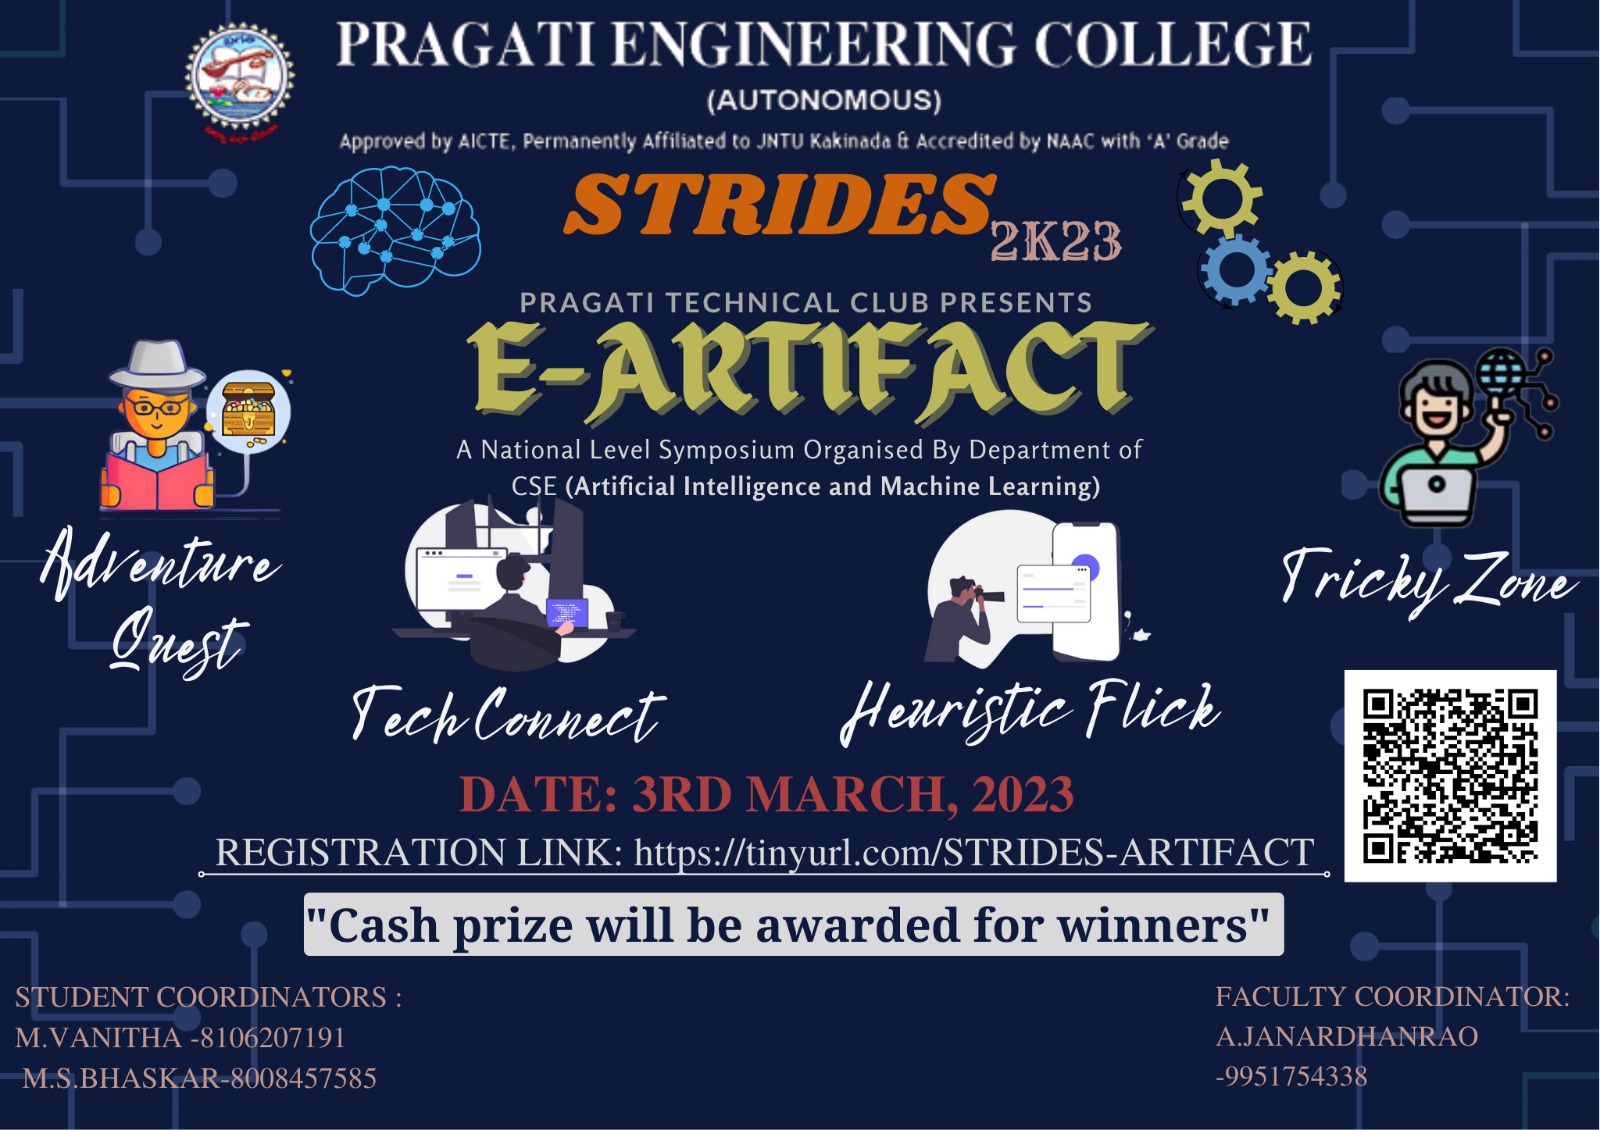 PRAGATI ENGINEERING COLLEGE
(AUTONOMOUS)
Approved by AICTE, Permanently Affiliated to JNTU Kakinada & Accredited by NAAC with 'A' Grade
STRIDES
2K23
PRAGATI TECHNICAL CLUB PRESENTS
E-ARTIFACT
A National Level Symposium Organised By Department of
CSE (Artificial Intelligence and Machine Learning)
Adventure
Quest
Tech Connect
Heuristic Flick
Tricky Zone
DATE: 3RD MARCH, 2023
REGISTRATION LINK: https://tinyurl.com/STRIDES-ARTIFACT
"Cash prize will be awarded for winners"
STUDENT COORDINATORS :
M.VANITHA -8106207191
M.S.BHASKAR-8008457585
FACULTY COORDINATOR:
A.JANARDHANRAO
-9951754338